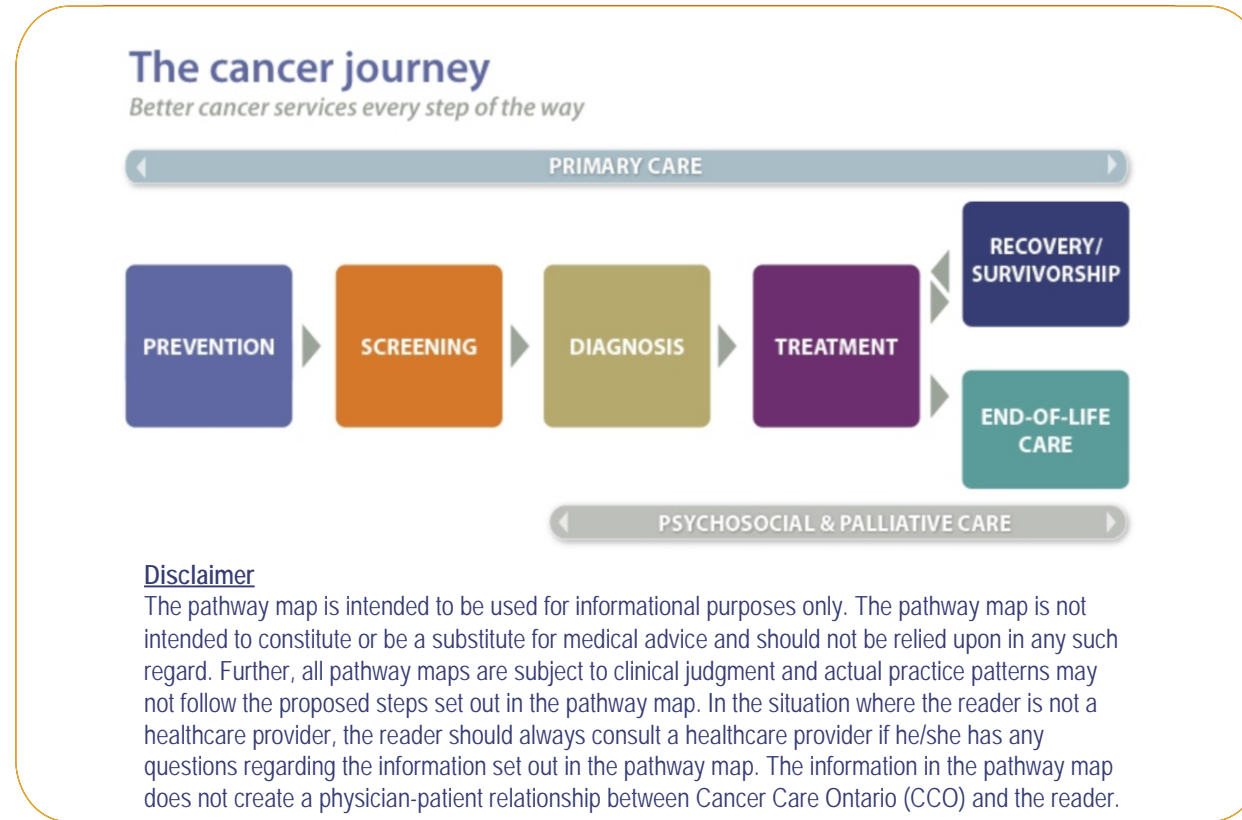 The cancer journey
Better cancer services every step of the way
PRIMARY CARE
PREVENTION
SCREENING
DIAGNOSIS
TREATMENT
RECOVERY/
SURVIVORSHIP
END-OF-LIFE
CARE
PSYCHOSOCIAL & PALLIATIVE CARE
Disclaimer
The pathway map is intended to be used for informational purposes only. The pathway map is not
intended to constitute or be a substitute for medical advice and should not be relied upon in any such
regard. Further, all pathway maps are subject to clinical judgment and actual practice patterns may
not follow the proposed steps set out in the pathway map. In the situation where the reader is not a
healthcare provider, the reader should always consult a healthcare provider if he/she has any
questions regarding the information set out in the pathway map. The information in the pathway map
does not create a physician-patient relationship between Cancer Care Ontario (CCO) and the reader.